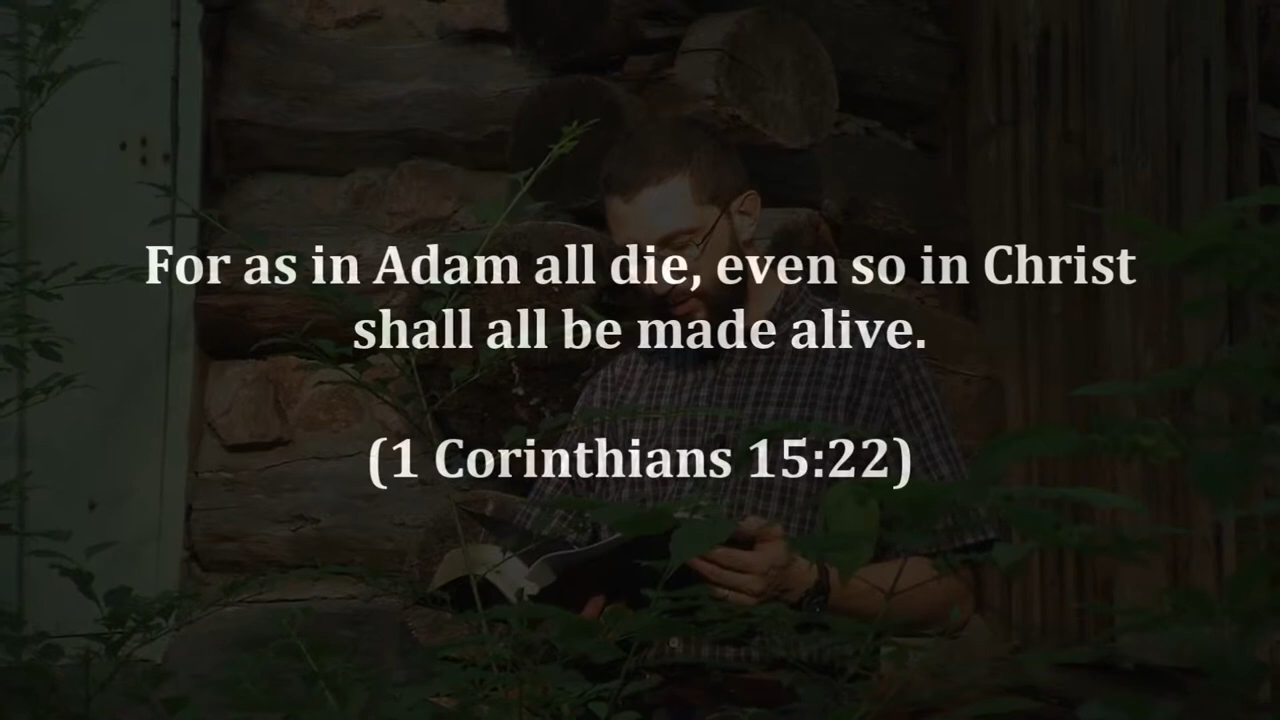 For as in Adam all die, even so in Christ
shall all be made alive.
(1 Corinthians 15:22)